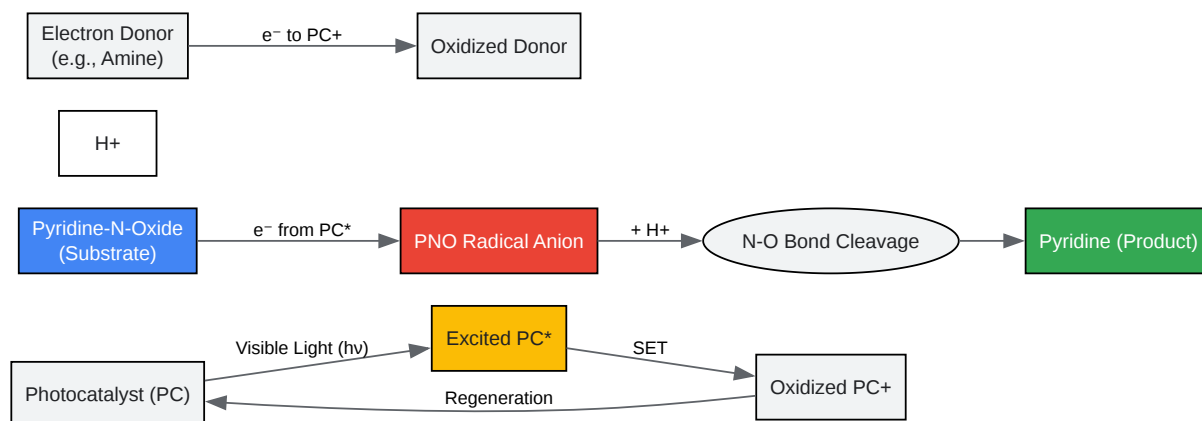 Electron Donor
(e.g., Amine)
e⁻ to PC+
Oxidized Donor
H+
Pyridine-N-Oxide
(Substrate)
e⁻ from PC*
PNO Radical Anion
+ H+
N-O Bond Cleavage
Pyridine (Product)
Excited PC*
Visible Light (hν)
SET
Photocatalyst (PC)
Regeneration
Oxidized PC+